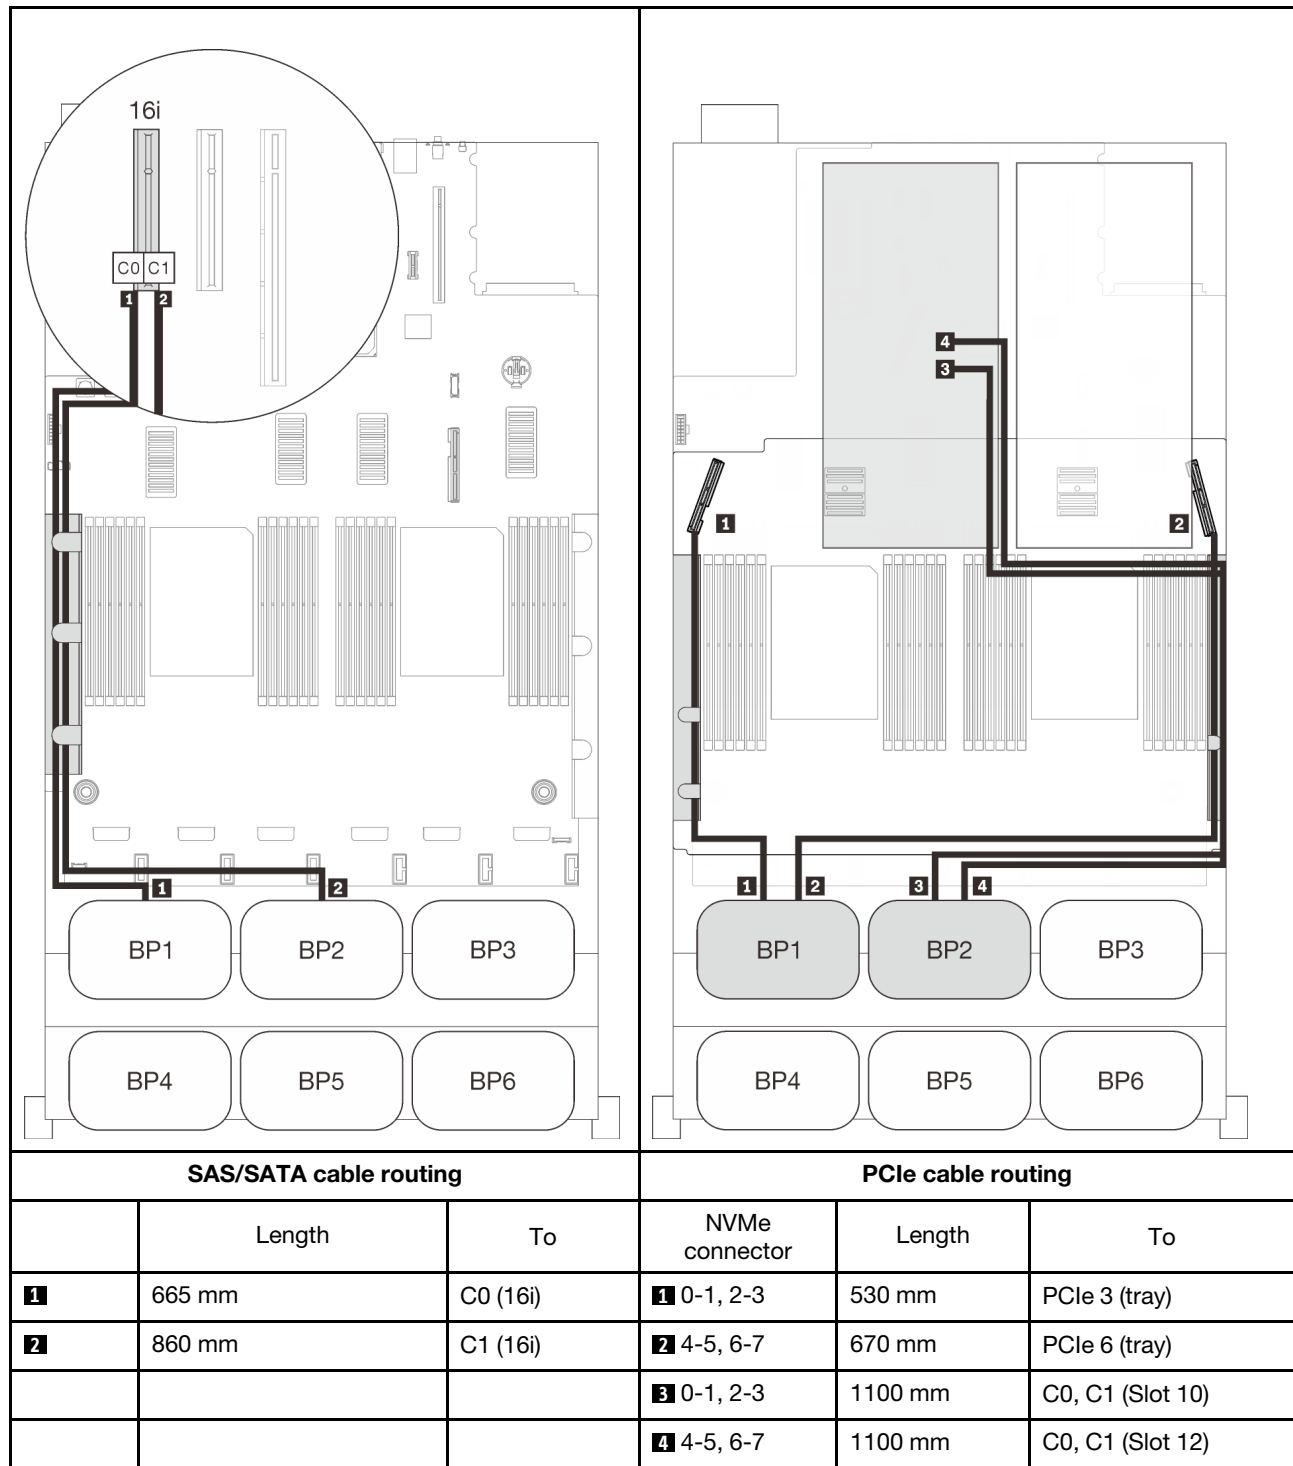 16i
C0 C1
1 2
4
3
1 2
1 2
1 2 3 4
BP1 BP2 BP3
BP4 BP5 BP6
BP1 BP2 BP3
BP4 BP5 BP6
SAS/SATA cable routing PCIe cable routing
Length To NVMe connector Length To
1 665 mm C0 (16i) 1 0-1, 2-3 530 mm PCIe 3 (tray)
2 860 mm C1 (16i) 2 4-5, 6-7 670 mm PCIe 6 (tray)
3 0-1, 2-3 1100 mm C0, C1 (Slot 10)
4 4-5, 6-7 1100 mm C0, C1 (Slot 12)